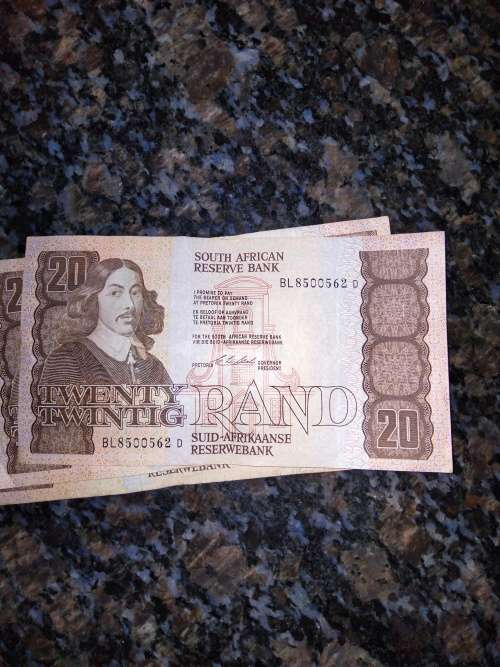 20
SOUTH AFRICAN
RESERVE BANK
BL8500562 D
I PROMISE TO PAY
THE BEARER ON DEMAND
AT PRETORIA TWENTY RAND
EK BELOOF OM AAN TOONDER
TE BETAAL
TE PRETORIA TWINTIG RAND
FOR THE SOUTH AFRICAN RESERVE BANK
VIR DIE SUID-AFRIKAANSE RESERWEBANK
PRETORIA GOVERNOR
PRESIDENT
TWENTY
TWINTIG RAND
BL8500562 D
SUID-AFRIKAANSE
RESERWEBANK
20
2
RESERWEBANK